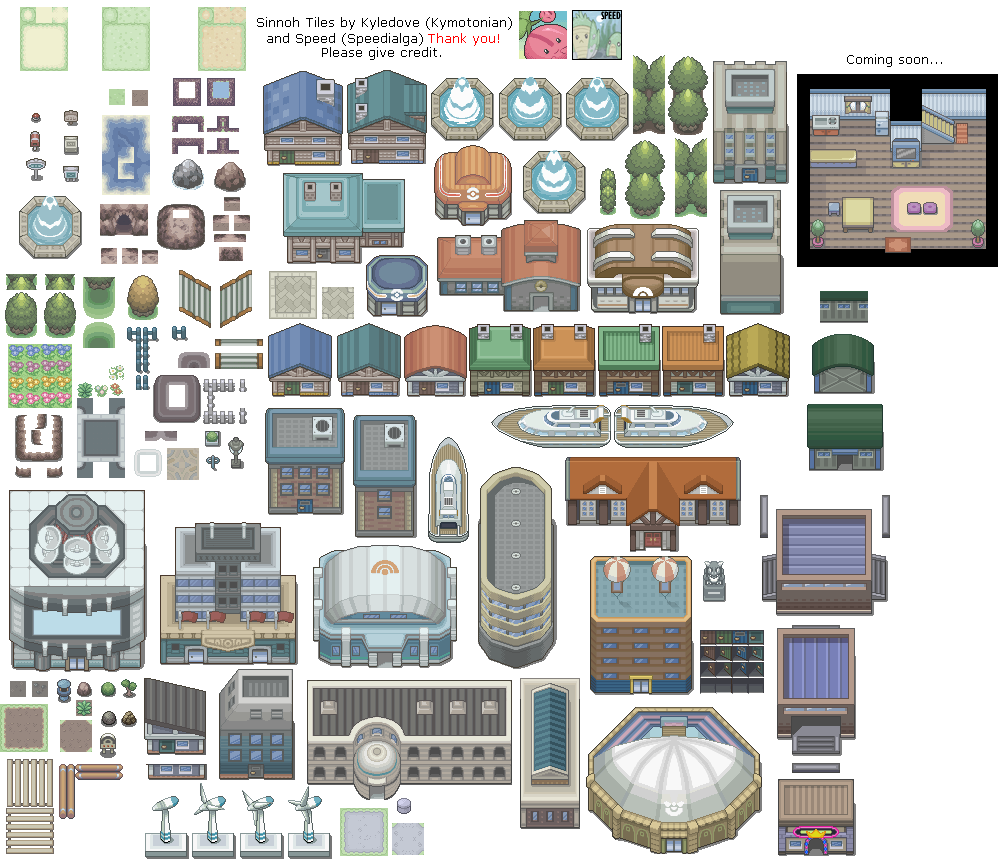 Sinnoh Tiles by Kyledove (Kymotonian)
and Speed (Speedialga) Thank you!
Please give credit.
SPEED
Coming soon...